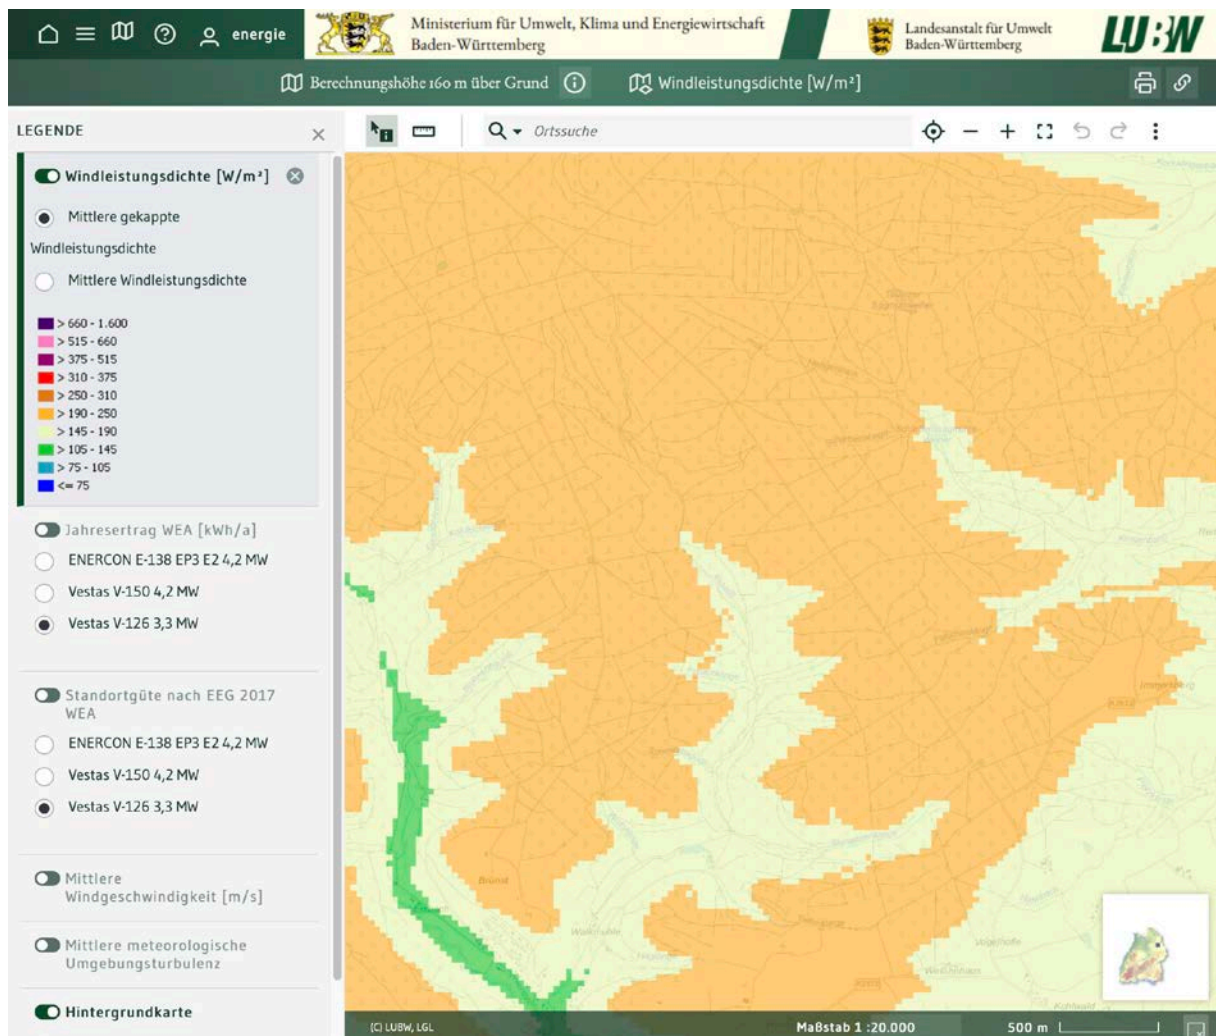 energie
Ministerium für Umwelt, Klima und Energiewirtschaft
Baden-Württemberg
Landesanstalt für Umwelt
Baden-Württemberg
LUBW
Berechnungshöhe 160 m über Grund
Windleistungsdichte [W/m²]
LEGENDE
Ortssuche
Windleistungsdichte [W/m²]
Mittlere gekappte
Windleistungsdichte
Mittlere Windleistungsdichte
> 660 - 1.600
> 515 - 660
> 375 - 515
> 310 - 375
> 250 - 310
> 190 - 250
> 145 - 190
> 105 - 145
> 75 - 105
<= 75
Jahresertrag WEA [kWh/a]
ENERCON E-138 EP3 E2 4,2 MW
Vestas V-150 4,2 MW
Vestas V-126 3,3 MW
Standortgüte nach EEG 2017
WEA
ENERCON E-138 EP3 E2 4,2 MW
Vestas V-150 4,2 MW
Vestas V-126 3,3 MW
Mittlere
Windgeschwindigkeit [m/s]
Mittlere meteorologische
Umgebungsturbulenz
Hintergrundkarte
Immersberg
Brünst
Walkmühle
Vogelhöfe
Kohlwald
(C) LUBW, LGL
Maßstab 1 :20.000
500 m